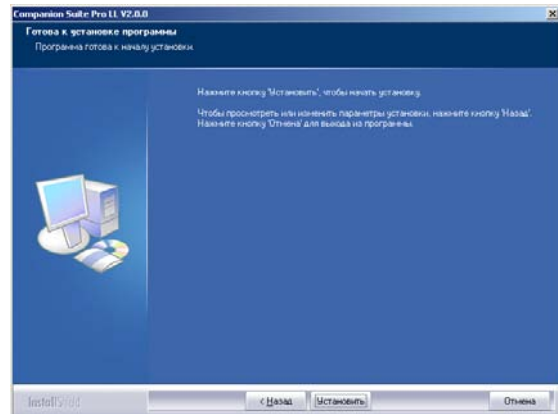 Companion Suite Pro LL V2.0.0
Готова к установке программы
Программа готова к началу установки.
Нажмите кнопку 'Установить', чтобы начать установку.
Чтобы просмотреть или изменить параметры установки, нажмите кнопку 'Назад'.
Нажмите кнопку 'Отмена' для выхода из программы.
InstallShield
< Назад
Установить
Отмена